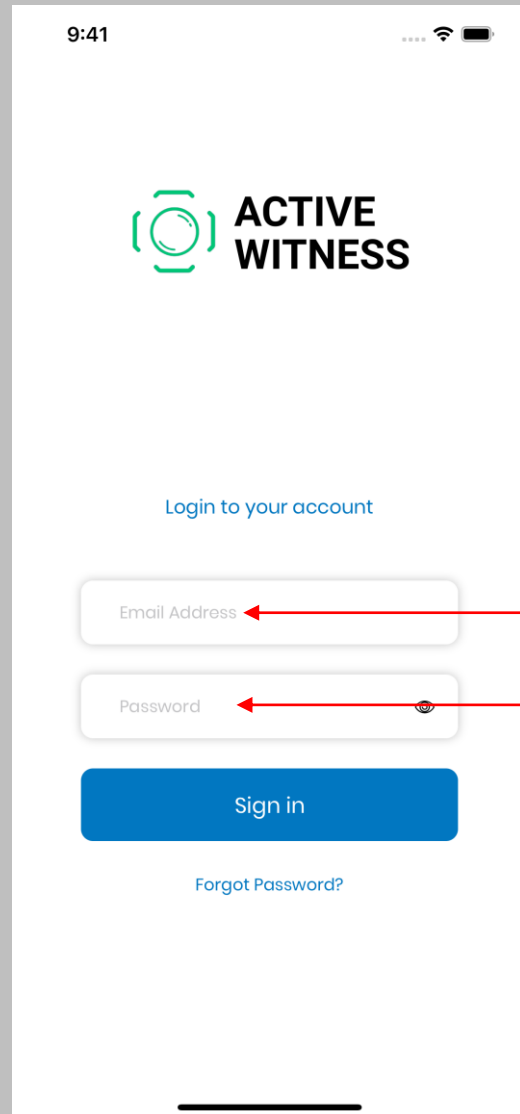 9:41
ACTIVE
WITNESS
Login to your account
Email Address
Password
Sign in
Forgot Password?